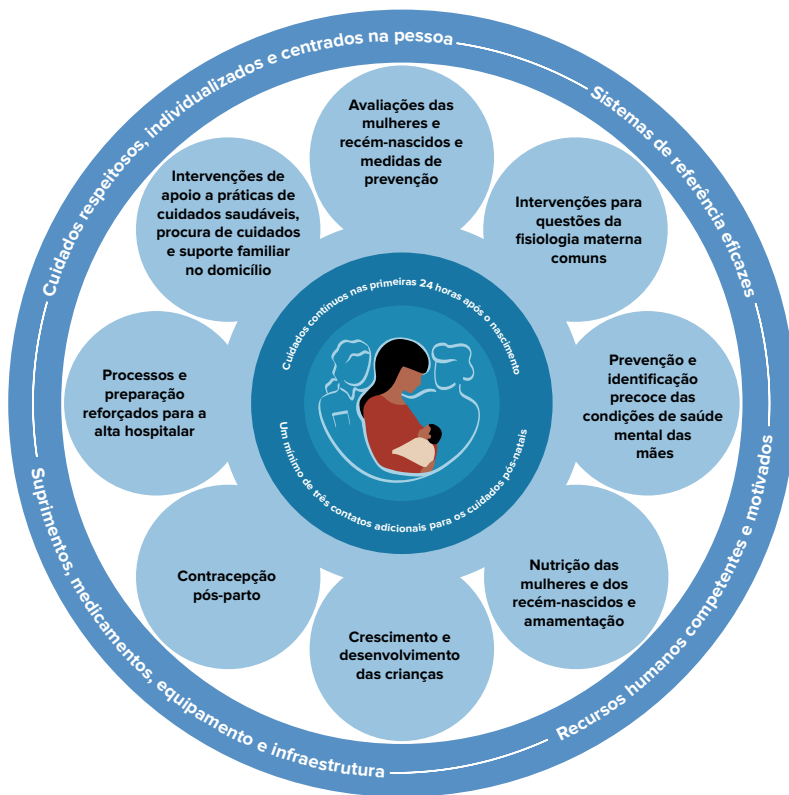 Cuidados respeitosos, individualizados e centrados na pessoa
Sistemas de referência eficazes
Recursos humanos competentes e motivados
Suprimentos, medicamentos, equipamento e infraestrutura
Avaliações das
mulheres e
recém-nascidos e
medidas de
prevenção
Intervenções para
questões da
fisiologia materna
comuns
Prevenção e
identificação
precoce das
condições de saúde
mental das
mães
Nutrição das
mulheres e dos
recém-nascidos e
amamentação
Crescimento e
desenvolvimento
das crianças
Contracepção
pós-parto
Processos e
preparação
reforçados para a
alta hospitalar
Intervenções de
apoio a práticas de
cuidados saudáveis,
procura de cuidados
e suporte familiar
no domicílio
Cuidados contínuos nas primeiras 24 horas após o nascimento
Um mínimo de três contatos adicionais para os cuidados pós-natais